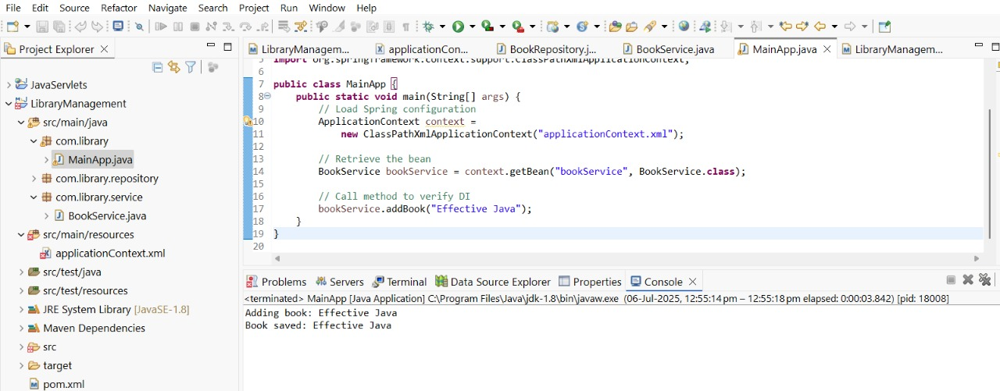 File Edit Source Refactor Navigate Search Project Run Window Help
Project Explorer
LibraryManagem...
applicationCon...
BookRepository.j...
BookService.java
MainApp.java
LibraryManagem...
JavaServlets
LibraryManagement
src/main/java
com.library
MainApp.java
com.library.repository
com.library.service
BookService.java
src/main/resources
applicationContext.xml
src/test/java
src/test/resources
JRE System Library [JavaSE-1.8]
Maven Dependencies
src
target
pom.xml
5 import org.springframework.context.support.ClassPathXmlApplicationContext;
6
7 public class MainApp {
8 public static void main(String[] args) {
9 // Load Spring configuration
10 ApplicationContext context =
11 new ClassPathXmlApplicationContext("applicationContext.xml");
12
13 // Retrieve the bean
14 BookService bookService = context.getBean("bookService", BookService.class);
15
16 // Call method to verify DI
17 bookService.addBook("Effective Java");
18 }
19 }
20
Problems Servers Terminal Data Source Explorer Properties Console
<terminated> MainApp [Java Application] C:\Program Files\Java\jdk-1.8\bin\javaw.exe (06-Jul-2025, 12:55:14 pm – 12:55:18 pm elapsed: 0:00:03.842) [pid: 18008]
Adding book: Effective Java
Book saved: Effective Java